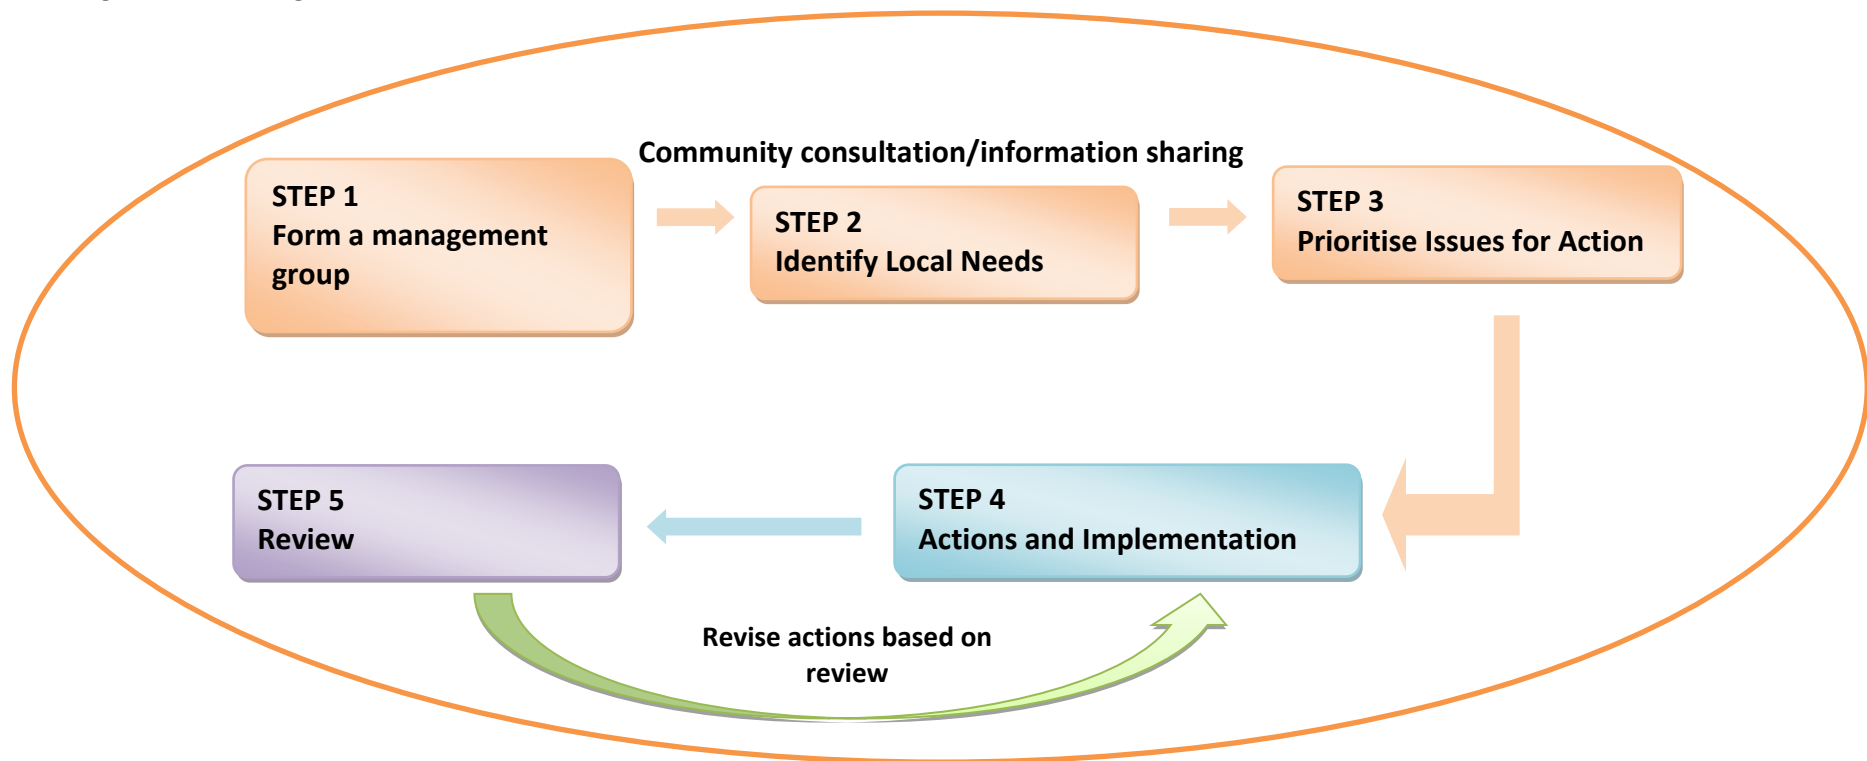 Community consultation/information sharing
STEP 1
Form a management
group
STEP 2
Identify Local Needs
STEP 3
Prioritise Issues for Action
STEP 4
Actions and Implementation
STEP 5
Review
Revise actions based on
review